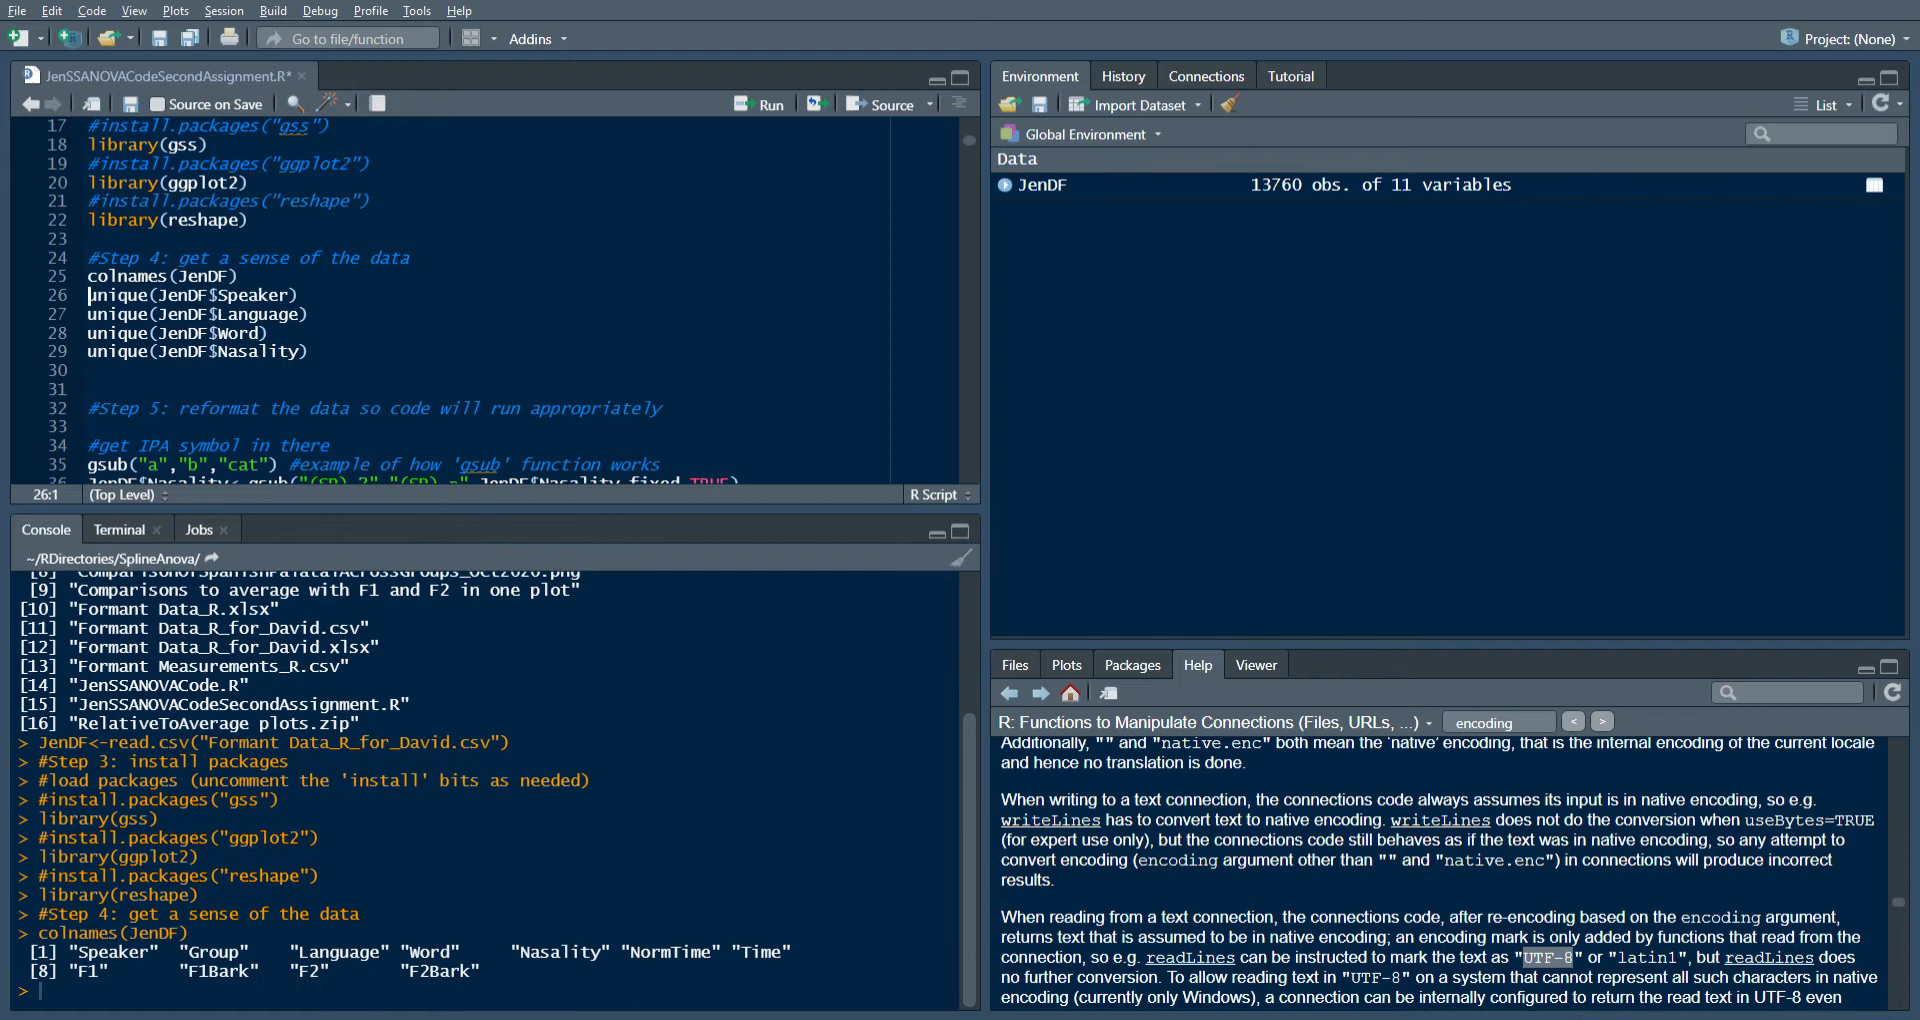 File Edit Code View Plots Session Build Debug Profile Tools Help
Go to file/function Addins Project: (None)
JenSSANOVACodeSecondAssignment.R*
Source on Save Run Source
17 #install.packages("gss")
18 library(gss)
19 #install.packages("ggplot2")
20 library(ggplot2)
21 #install.packages("reshape")
22 library(reshape)
23
24 #Step 4: get a sense of the data
25 colnames(JenDF)
26 unique(JenDF$Speaker)
27 unique(JenDF$Language)
28 unique(JenDF$Word)
29 unique(JenDF$Nasality)
30
31
32 #Step 5: reformat the data so code will run appropriately
33
34 #get IPA symbol in there
35 gsub("a","b","cat") #example of how 'gsub' function works
26:1 (Top Level) R Script
Console Terminal Jobs
~/RDirectories/SplineAnova/
[9] "Comparisons to average with F1 and F2 in one plot"
[10] "Formant Data_R.xlsx"
[11] "Formant Data_R_for_David.csv"
[12] "Formant Data_R_for_David.xlsx"
[13] "Formant Measurements_R.csv"
[14] "JenSSANOVACode.R"
[15] "JenSSANOVACodeSecondAssignment.R"
[16] "RelativeToAverage plots.zip"
> JenDF<-read.csv("Formant Data_R_for_David.csv")
> #Step 3: install packages
> #load packages (uncomment the 'install' bits as needed)
> #install.packages("gss")
> library(gss)
> #install.packages("ggplot2")
> library(ggplot2)
> #install.packages("reshape")
> library(reshape)
> #Step 4: get a sense of the data
> colnames(JenDF)
[1] "Speaker" "Group" "Language" "Word" "Nasality" "NormTime" "Time"
[8] "F1" "F1Bark" "F2" "F2Bark"
>
Environment History Connections Tutorial
Import Dataset List
Global Environment
Data
JenDF 13760 obs. of 11 variables
Files Plots Packages Help Viewer
R: Functions to Manipulate Connections (Files, URLs, ...) encoding < >
Additionally, "" and "native.enc" both mean the ‘native’ encoding, that is the internal encoding of the current locale
and hence no translation is done.
When writing to a text connection, the connections code always assumes its input is in native encoding, so e.g.
writeLines has to convert text to native encoding. writeLines does not do the conversion when useBytes=TRUE
(for expert use only), but the connections code still behaves as if the text was in native encoding, so any attempt to
convert encoding (encoding argument other than "" and "native.enc") in connections will produce incorrect
results.
When reading from a text connection, the connections code, after re-encoding based on the encoding argument,
returns text that is assumed to be in native encoding; an encoding mark is only added by functions that read from the
connection, so e.g. readLines can be instructed to mark the text as "UTF-8" or "latin1", but readLines does
no further conversion. To allow reading text in "UTF-8" on a system that cannot represent all such characters in native
encoding (currently only Windows), a connection can be internally configured to return the read text in UTF-8 even